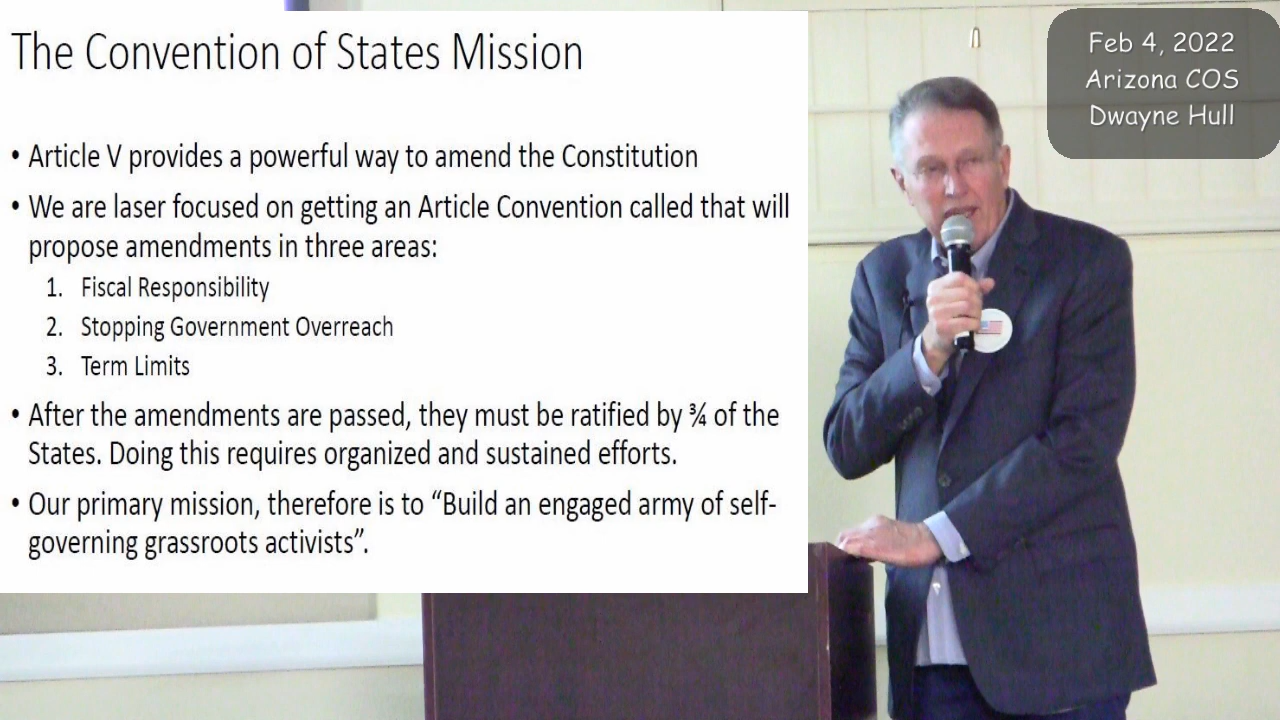 The Convention of States Mission
• Article V provides a powerful way to amend the Constitution
• We are laser focused on getting an Article Convention called that will
propose amendments in three areas:
1. Fiscal Responsibility
2. Stopping Government Overreach
3. Term Limits
• After the amendments are passed, they must be ratified by ¾ of the
States. Doing this requires organized and sustained efforts.
• Our primary mission, therefore is to “Build an engaged army of self-
governing grassroots activists”.
Feb 4, 2022
Arizona COS
Dwayne Hull